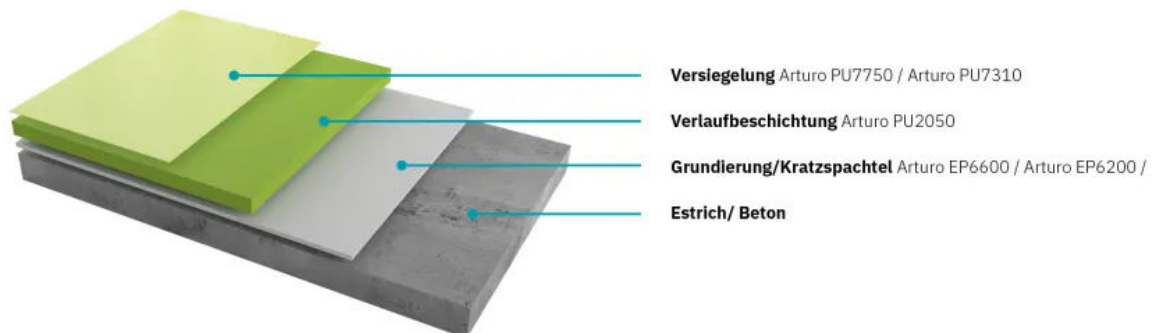 Versiegelung Arturo PU7750 / Arturo PU7310
Verlaufbeschichtung Arturo PU2050
Grundierung/Kratzspachtel Arturo EP6600 / Arturo EP6200 /
Estrich/ Beton